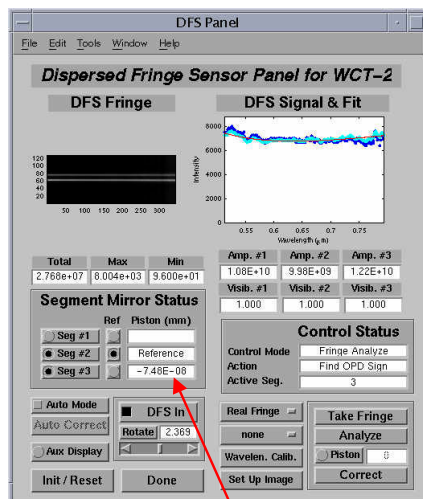 DFS Panel
File Edit Tools Window Help
Dispersed Fringe Sensor Panel for WCT-2
DFS Fringe
DFS Signal & Fit
120
100
80
60
40
20
50 100 150 200 250 300
Intensity
8000
6000
4000
2000
0
0.55 0.6 0.65 0.7 0.75
Wavelength (μm)
Total Max Min
2.768e+07 8.004e+03 9.600e+01
Amp. #1 Amp. #2 Amp. #3
1.08E+10 9.98E+09 1.22E+10
Visib. #1 Visib. #2 Visib. #3
1.000 1.000 1.000
Segment Mirror Status
Ref Piston (mm)
Seg #1
Seg #2 Reference
Seg #3 -7.48E-08
Control Status
Control Mode Fringe Analyze
Action Find OPD Sign
Active Seg. 3
Auto Mode
Auto Correct
Aux Display
DFS In
Rotate 2.369
Init / Reset
Done
Real Fringe
none
Wavelen. Calib.
Set Up Image
Take Fringe
Analyze
Piston 0
Correct